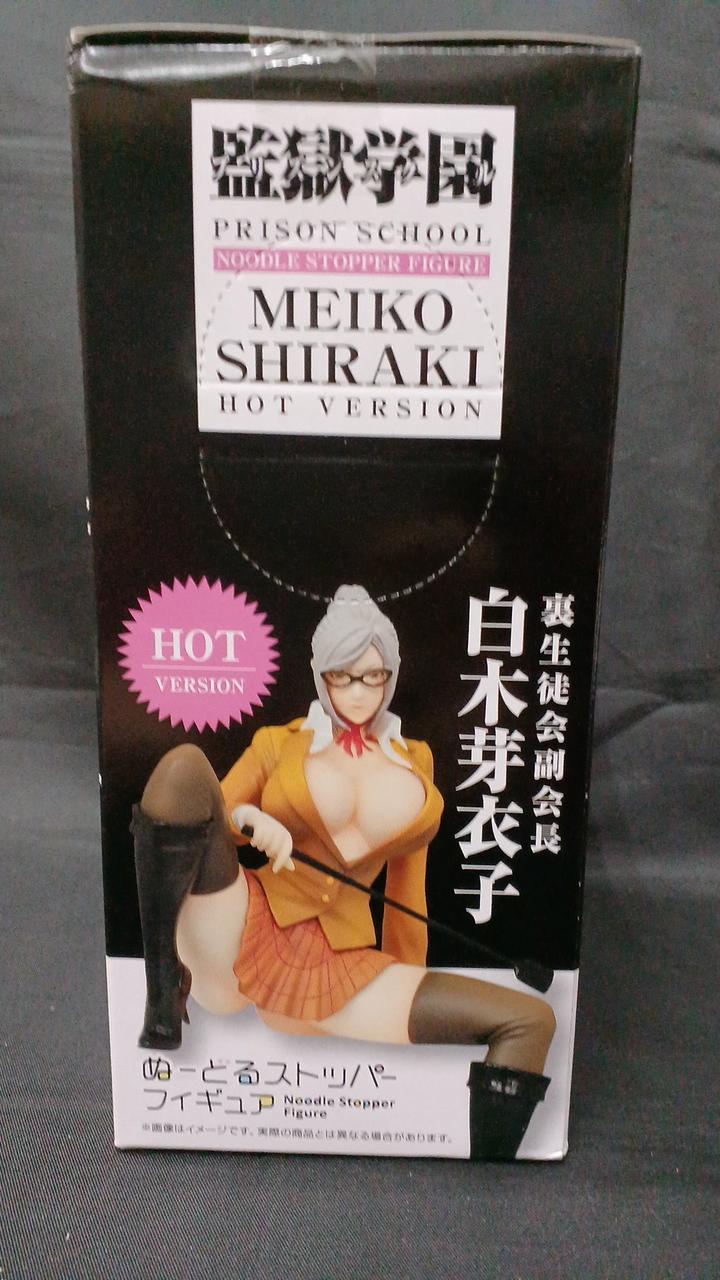 監獄学園
プリズンスクール
PRISON SCHOOL
NOODLE STOPPER FIGURE
MEIKO
SHIRAKI
HOT VERSION
HOT
VERSION
裏生徒会副会長
白木芽衣子
ぬーどるストッパー
フィギュア Noodle Stopper
Figure
※画像はイメージです。実際の商品とは異なる場合があります。